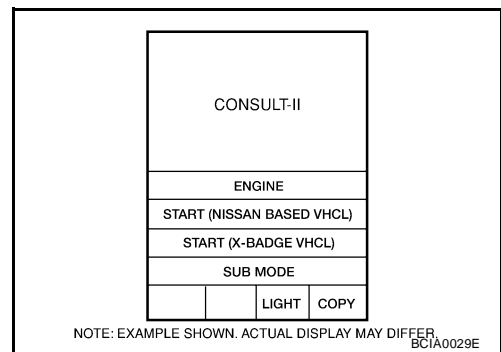 CONSULT-II
ENGINE
START (NISSAN BASED VHCL)
START (X-BADGE VHCL)
SUB MODE
LIGHT COPY
NOTE: EXAMPLE SHOWN. ACTUAL DISPLAY MAY DIFFER.
BCIA0029E